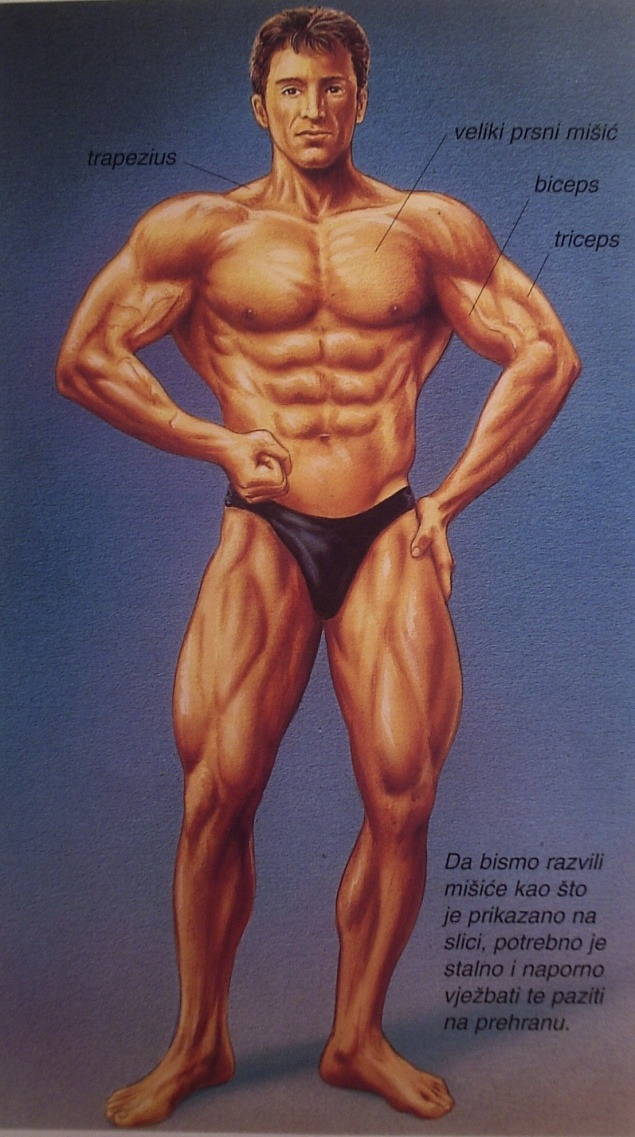 veliki prsni mišić
trapezius
biceps
triceps
Da bismo razvili
mišiće kao što
je prikazano na
slici, potrebno je
stalno i naporno
vježbati te paziti
na prehranu.